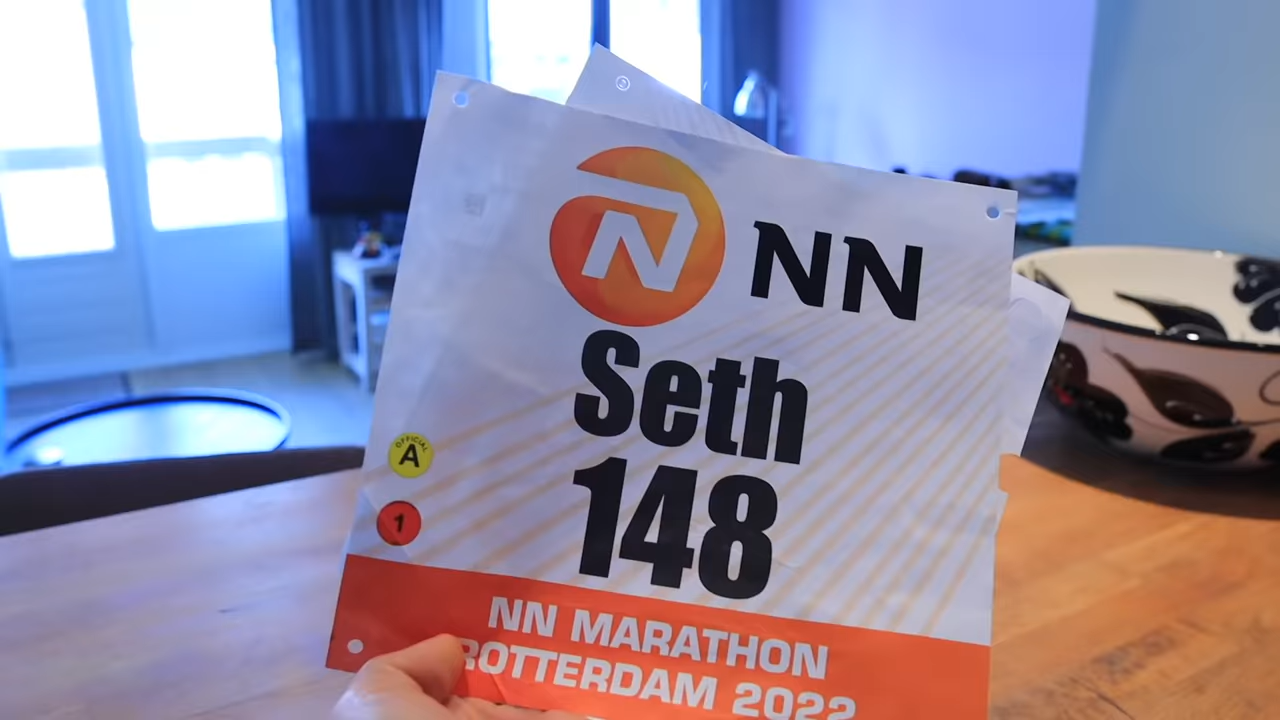 NN
Seth
148
OFFICIAL
A
1
NN MARATHON
ROTTERDAM 2022